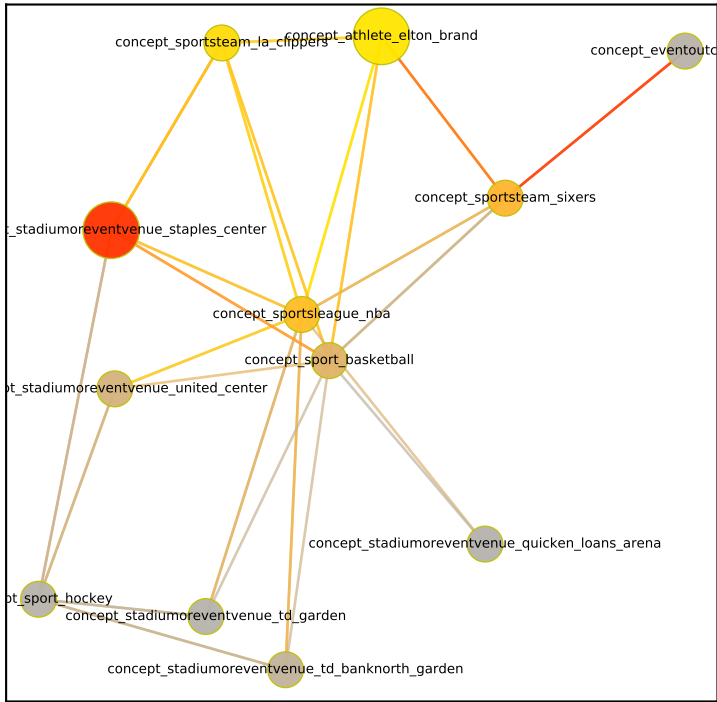 concept_sportsteam_la_clippers
concept_athlete_elton_brand
concept_eventoutc
concept_sportsteam_sixers
t_stadiumoreventvenue_staples_center
concept_sportsleague_nba
concept_sport_basketball
pt_stadiumoreventvenue_united_center
concept_stadiumoreventvenue_quicken_loans_arena
pt_sport_hockey
concept_stadiumoreventvenue_td_garden
concept_stadiumoreventvenue_td_banknorth_garden